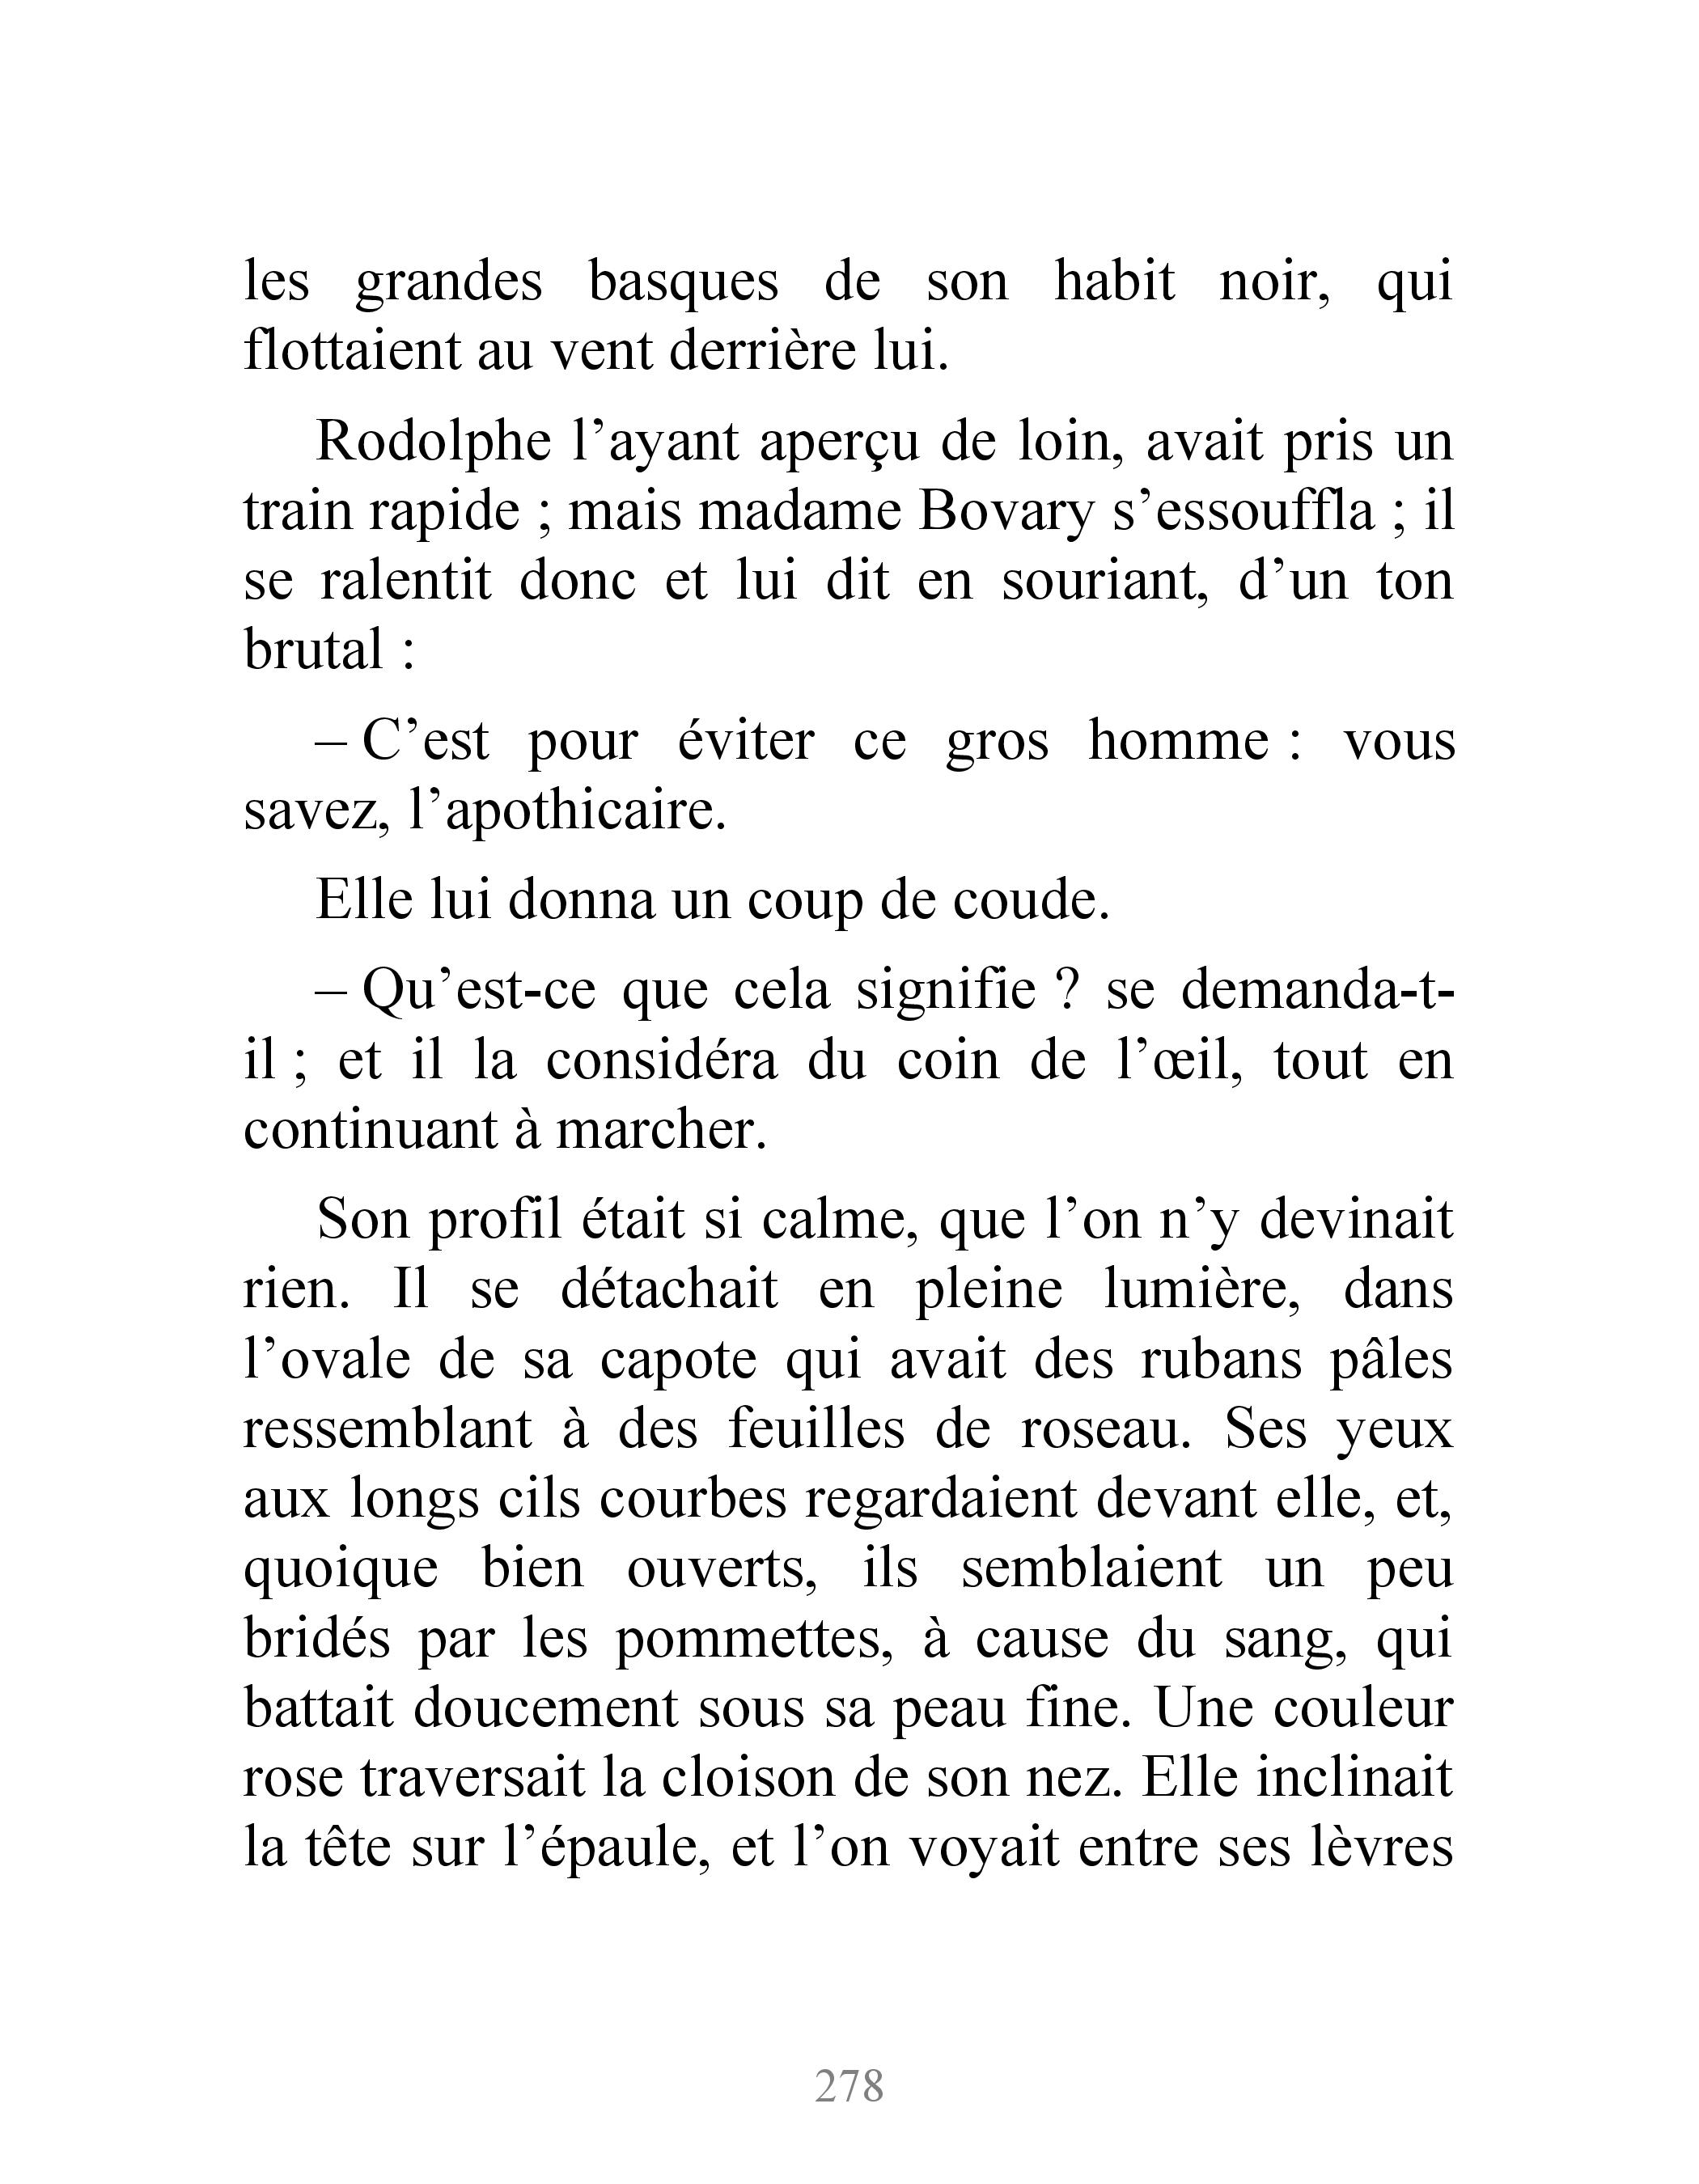 les grandes basques de son habit noir, qui
flottaient au vent derrière lui.
Rodolphe l’ayant aperçu de loin, avait pris un
train rapide ; mais madame Bovary s’essouffla ; il
se ralentit donc et lui dit en souriant, d’un ton
brutal :
– C’est pour éviter ce gros homme : vous
savez, l’apothicaire.
Elle lui donna un coup de coude.
– Qu’est-ce que cela signifie ? se demanda-t-
il ; et il la considéra du coin de l’œil, tout en
continuant à marcher.
Son profil était si calme, que l’on n’y devinait
rien. Il se détachait en pleine lumière, dans
l’ovale de sa capote qui avait des rubans pâles
ressemblant à des feuilles de roseau. Ses yeux
aux longs cils courbes regardaient devant elle, et,
quoique bien ouverts, ils semblaient un peu
bridés par les pommettes, à cause du sang, qui
battait doucement sous sa peau fine. Une couleur
rose traversait la cloison de son nez. Elle inclinait
la tête sur l’épaule, et l’on voyait entre ses lèvres
278